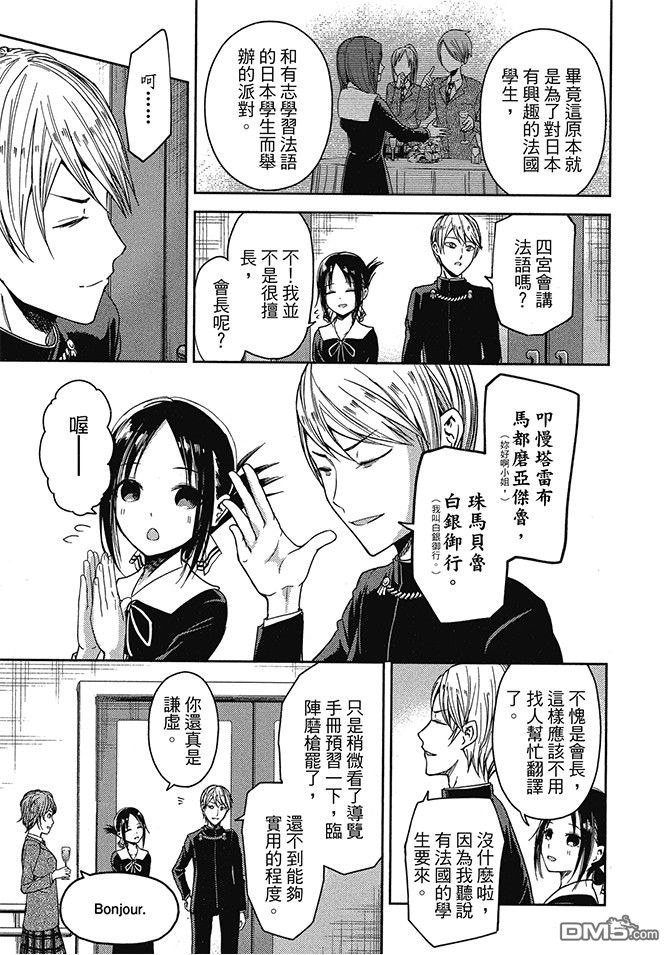 畢竟這原本就
是為了對日本
有興趣的法國
學生，
和有志學習法語
的日本學生而舉
辦的派對。
四宮會講
法語嗎？
不！我並
不是很擅
長，
會長呢？
呵……
叩慢塔雷布
馬都磨亞傑魯，
（妳好啊小姐，）
珠馬貝魯
白銀御行。
（我叫白銀御行。）
喔——
不愧是會長，
這樣應該不用
找人幫忙翻譯
了。
沒什麼啦，
因為我聽說
有法國的學
生要來。
只是稍微看了導覽
手冊預習一下，臨
陣磨槍罷了，
還不到能夠
實用的程度。
你還真是
謙虛。
Bonjour.
DM5.com